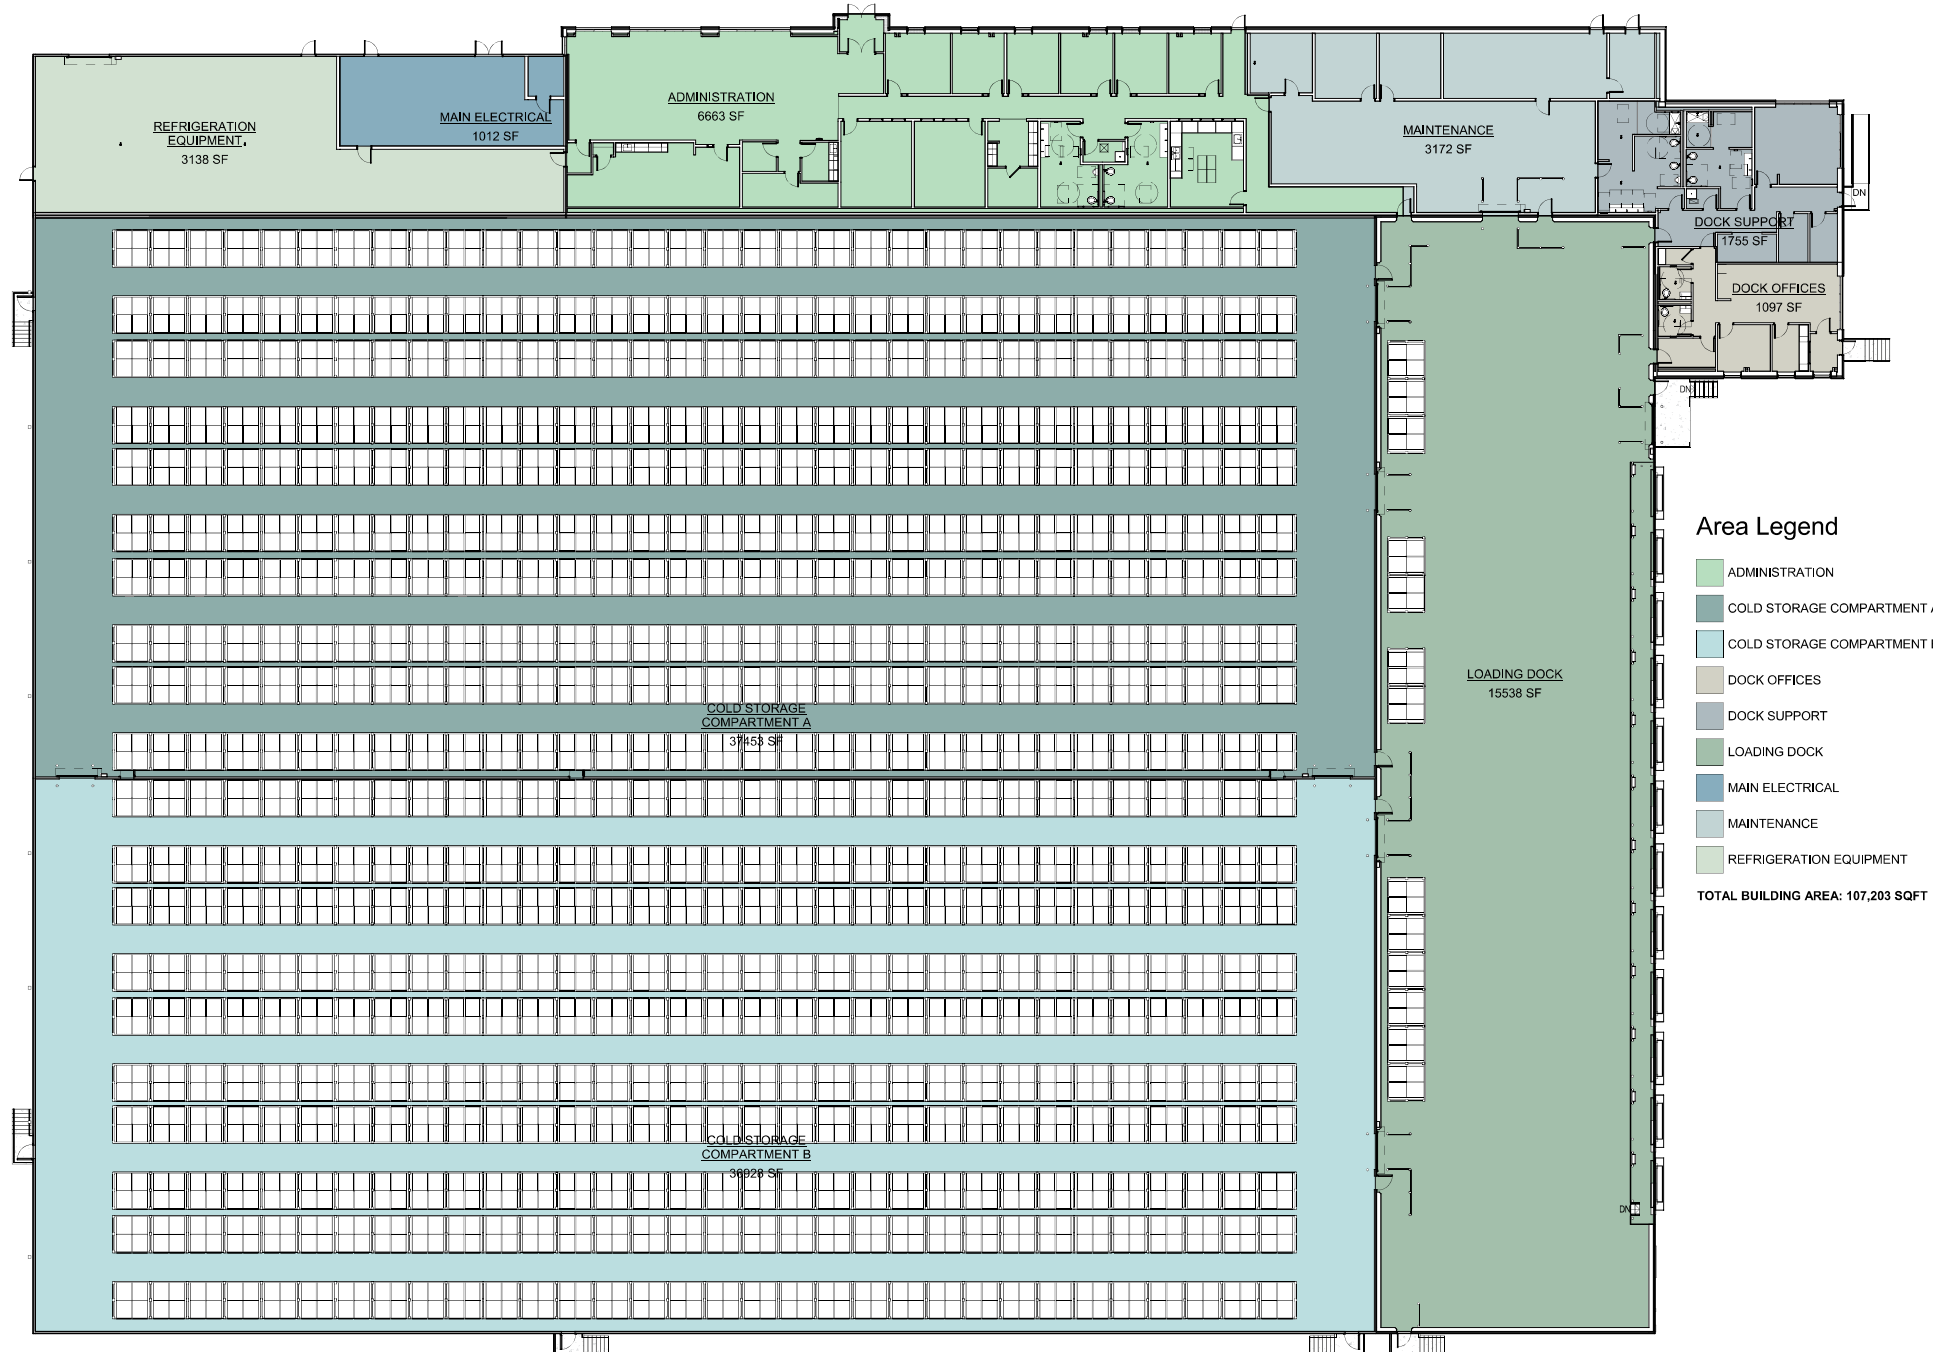 REFRIGERATION
EQUIPMENT
3138 SF
MAIN ELECTRICAL
1012 SF
ADMINISTRATION
6663 SF
MAINTENANCE
3172 SF
DN
DOCK SUPPORT
1755 SF
DOCK OFFICES
1097 SF
DN
COLD STORAGE
COMPARTMENT A
37453 SF
LOADING DOCK
15538 SF
COLD STORAGE
COMPARTMENT B
36928 SF
DN
Area Legend
ADMINISTRATION
COLD STORAGE COMPARTMENT
COLD STORAGE COMPARTMENT
DOCK OFFICES
DOCK SUPPORT
LOADING DOCK
MAIN ELECTRICAL
MAINTENANCE
REFRIGERATION EQUIPMENT
TOTAL BUILDING AREA: 107,203 SQFT